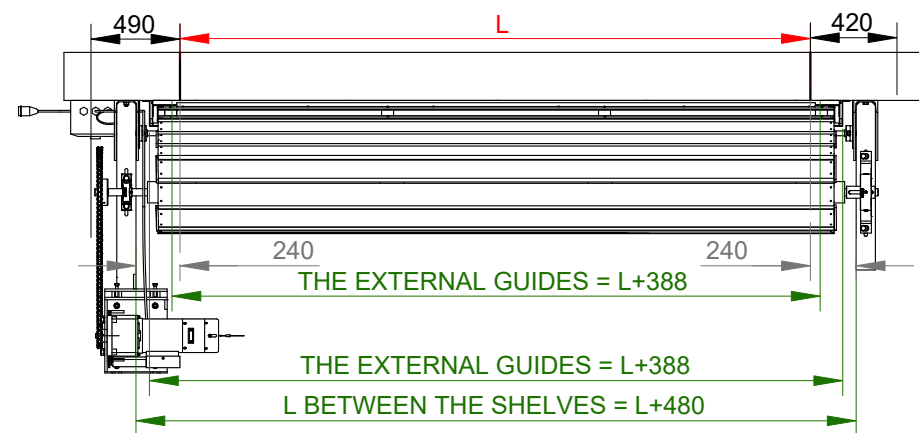 490
L
420
240
240
THE EXTERNAL GUIDES = L+388
THE EXTERNAL GUIDES = L+388
L BETWEEN THE SHELVES = L+480